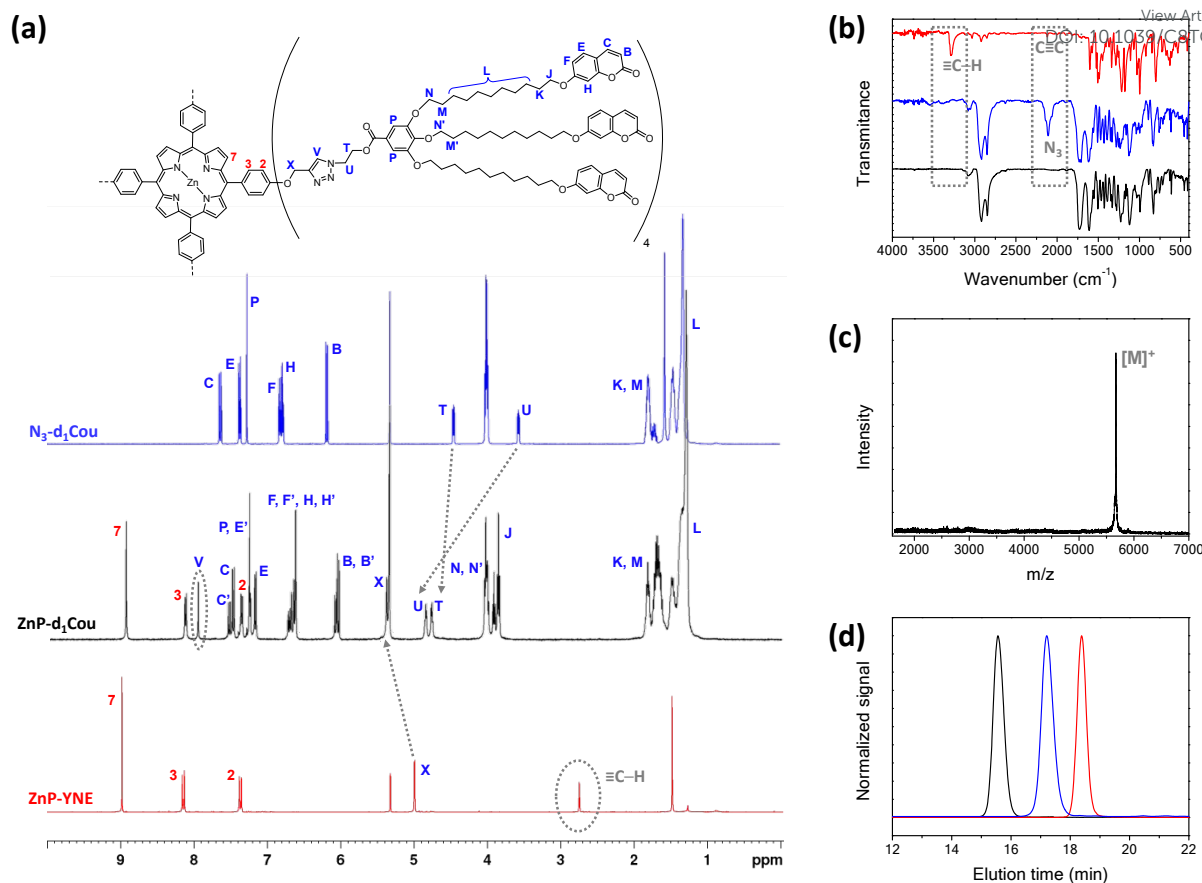 (a)
E
C
B
F
L
J
O
O
O
H
N
K
M
O
P
O
N'
O
O
O
O
V
T
O
M'
X
N
P
U
N=N
O
O
O
O
7
3 2
N
N
Zn
N
N
O
4
P
L
B
E
H
C
F
K, M
T
U
N₃-d₁Cou
F, F', H, H'
7
P, E'
J
L
V
C
B, B'
N, N'
K, M
E
3
2
X
C'
U
T
ZnP-d₁Cou
7
X
≡C–H
3
2
ZnP-YNE
9 8 7 6 5 4 3 2 1 ppm
(b)
View Art
DOI: 10.1039/C8T
C≡C
≡C–H
N₃
Transmitance
4000 3500 3000 2500 2000 1500 1000 500
Wavenumber (cm⁻¹)
(c)
[M]⁺
Intensity
2000 3000 4000 5000 6000 7000
m/z
(d)
Normalized signal
12 14 16 18 20 22
Elution time (min)